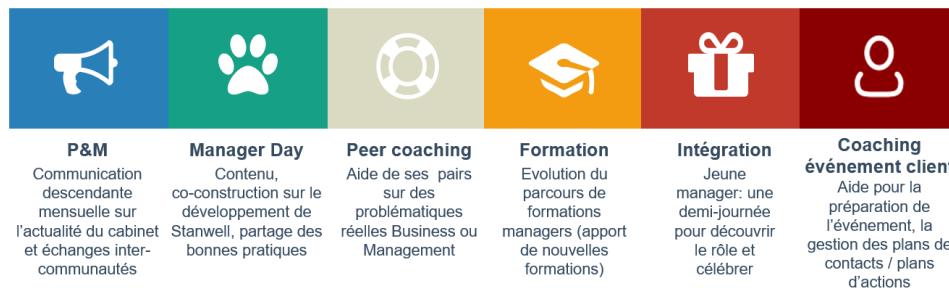 P&M
Communication
descendante
mensuelle sur
l'actualité du cabinet
et échanges inter-
communautés
Manager Day
Contenu,
co-construction sur le
développement de
Stanwell, partage des
bonnes pratiques
Peer coaching
Aide de ses pairs
sur des
problématiques
réelles Business ou
Management
Formation
Evolution du
parcours de
formations
managers (apport
de nouvelles
formations)
Intégration
Jeune
manager: une
demi-journée
pour découvrir
le rôle et
célébrer
Coaching
événement client
Aide pour la
préparation de
l'événement, la
gestion des plans de
contacts / plans
d'actions